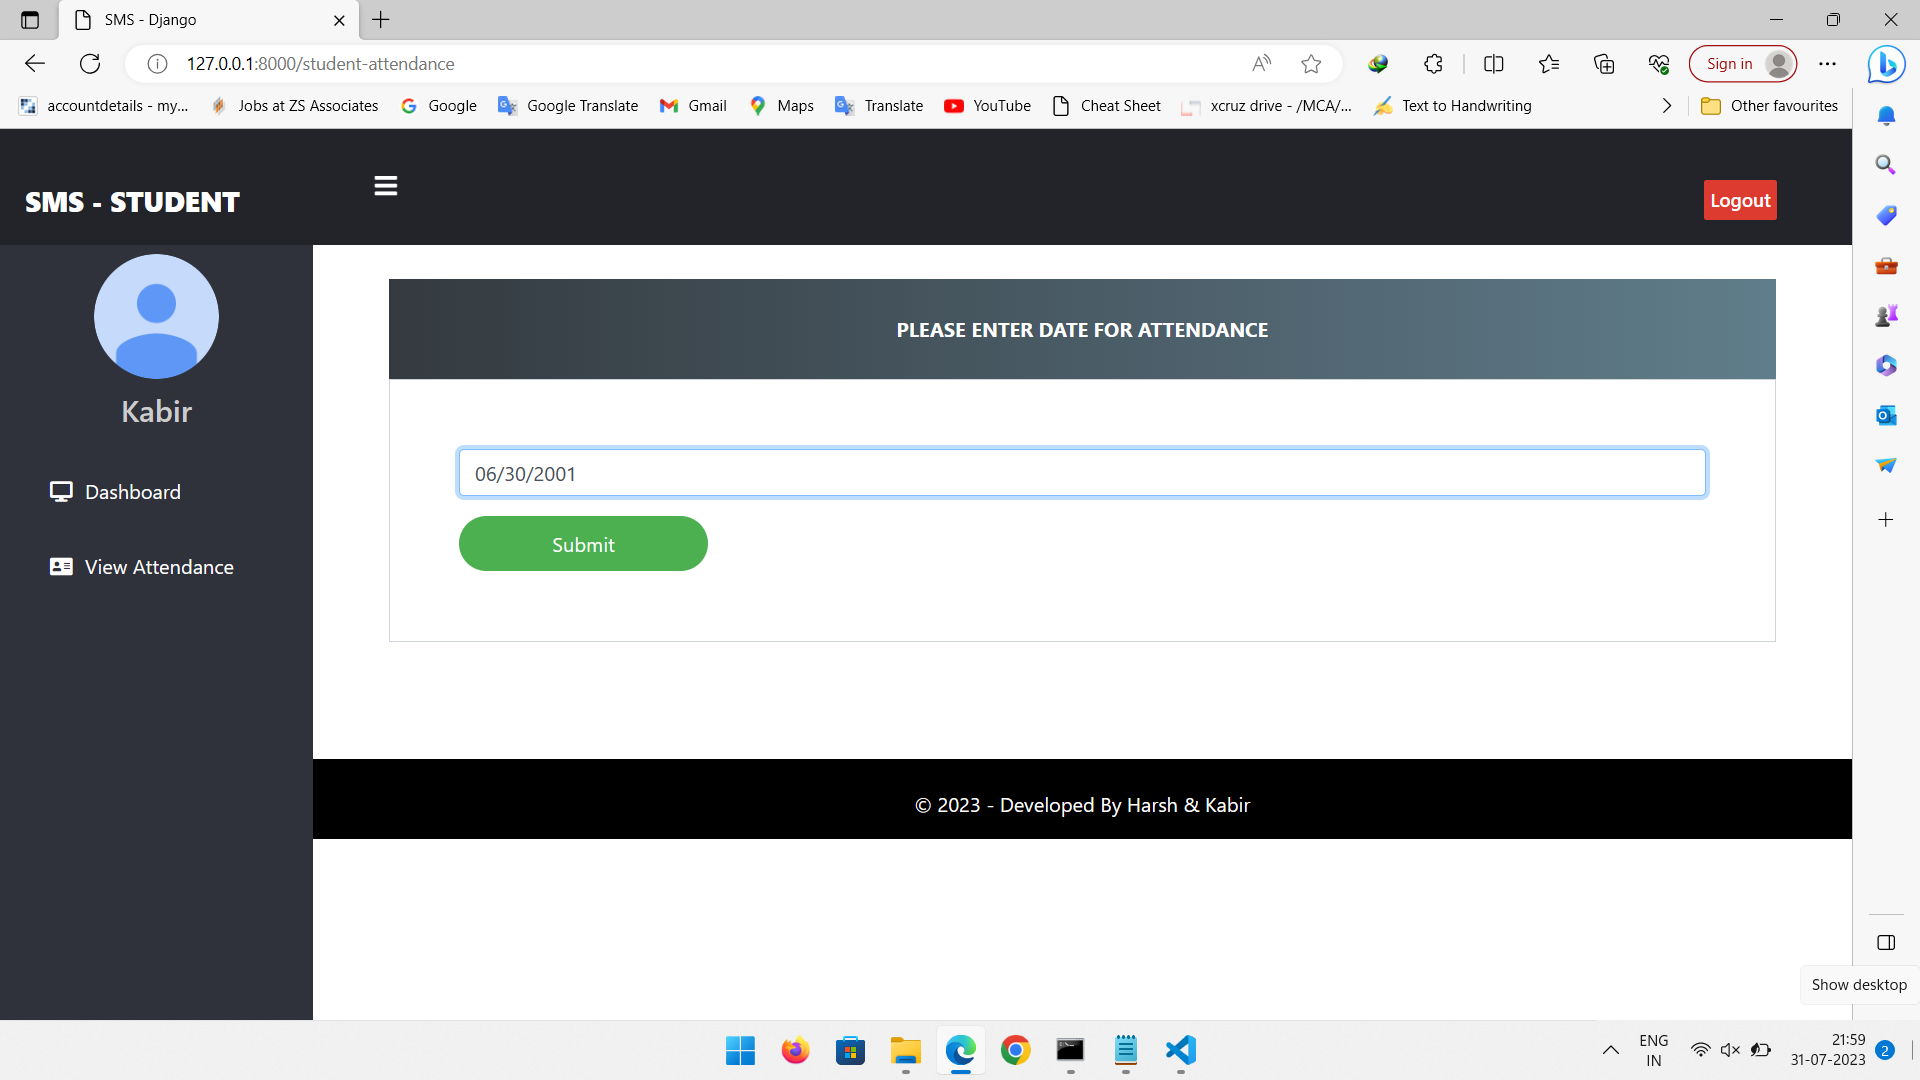 SMS - Django
127.0.0.1:8000/student-attendance
Sign in
accountdetails - my...
Jobs at ZS Associates
Google
Google Translate
Gmail
Maps
Translate
YouTube
Cheat Sheet
xcruz drive - /MCA/...
Text to Handwriting
Other favourites
SMS - STUDENT
Logout
Kabir
Dashboard
View Attendance
PLEASE ENTER DATE FOR ATTENDANCE
06/30/2001
Submit
© 2023 - Developed By Harsh & Kabir
Show desktop
ENG
IN
21:59
31-07-2023
2